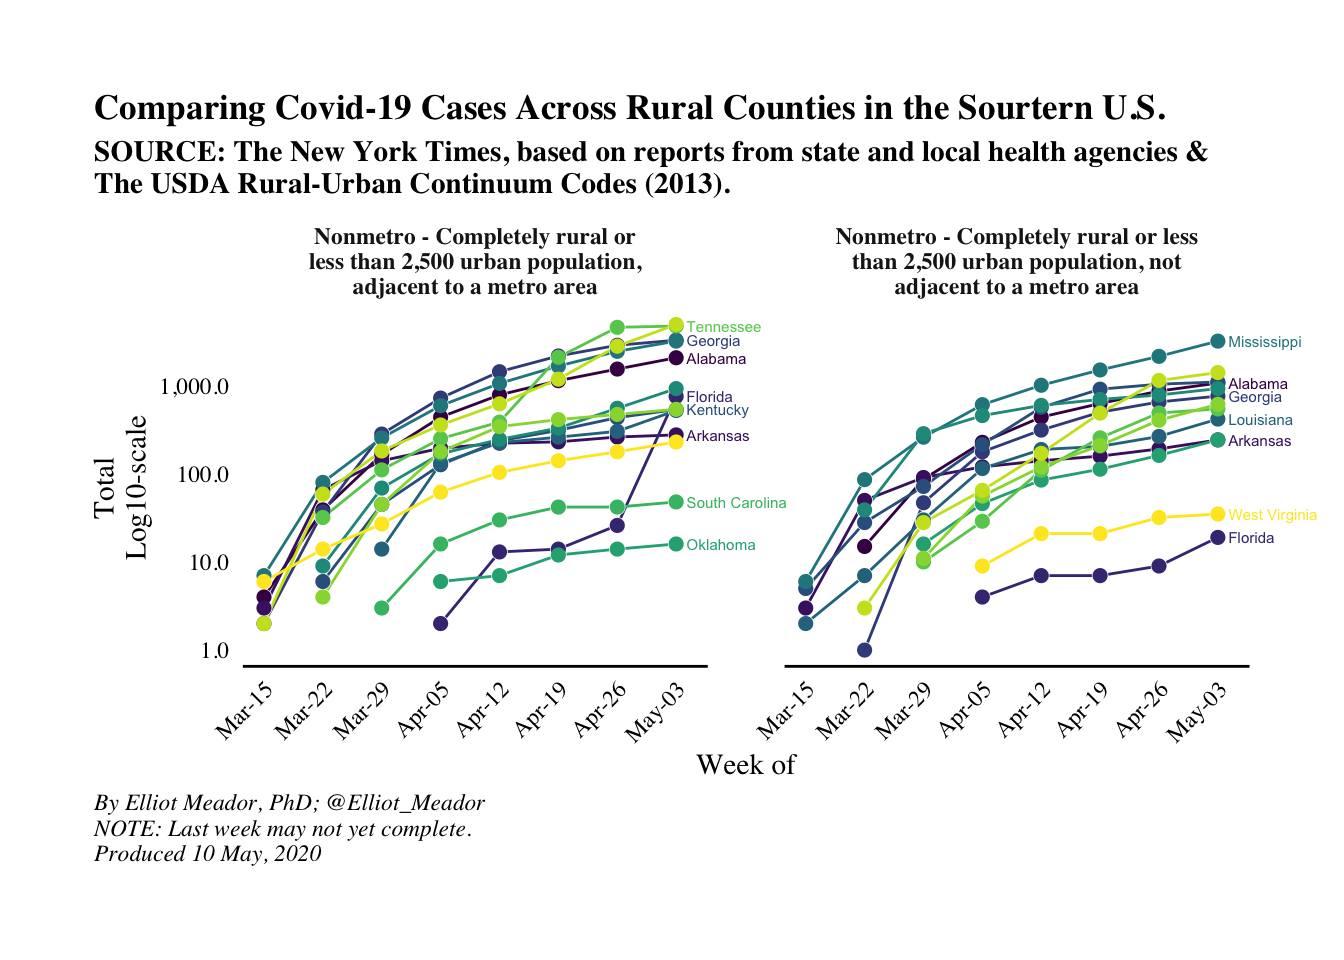 Comparing Covid-19 Cases Across Rural Counties in the Sourtern U.S.
SOURCE: The New York Times, based on reports from state and local health agencies &
The USDA Rural-Urban Continuum Codes (2013).
Nonmetro - Completely rural or
less than 2,500 urban population,
adjacent to a metro area
Nonmetro - Completely rural or less
than 2,500 urban population, not
adjacent to a metro area
Total
Log10-scale
1,000.0
100.0
10.0
1.0
Tennessee
Georgia
Alabama
Florida
Kentucky
Arkansas
South Carolina
Oklahoma
Mississippi
Alabama
Georgia
Louisiana
Arkansas
West Virginia
Florida
Mar-15
Mar-22
Mar-29
Apr-05
Apr-12
Apr-19
Apr-26
May-03
Mar-15
Mar-22
Mar-29
Apr-05
Apr-12
Apr-19
Apr-26
May-03
Week of
By Elliot Meador, PhD; @Elliot_Meador
NOTE: Last week may not yet complete.
Produced 10 May, 2020